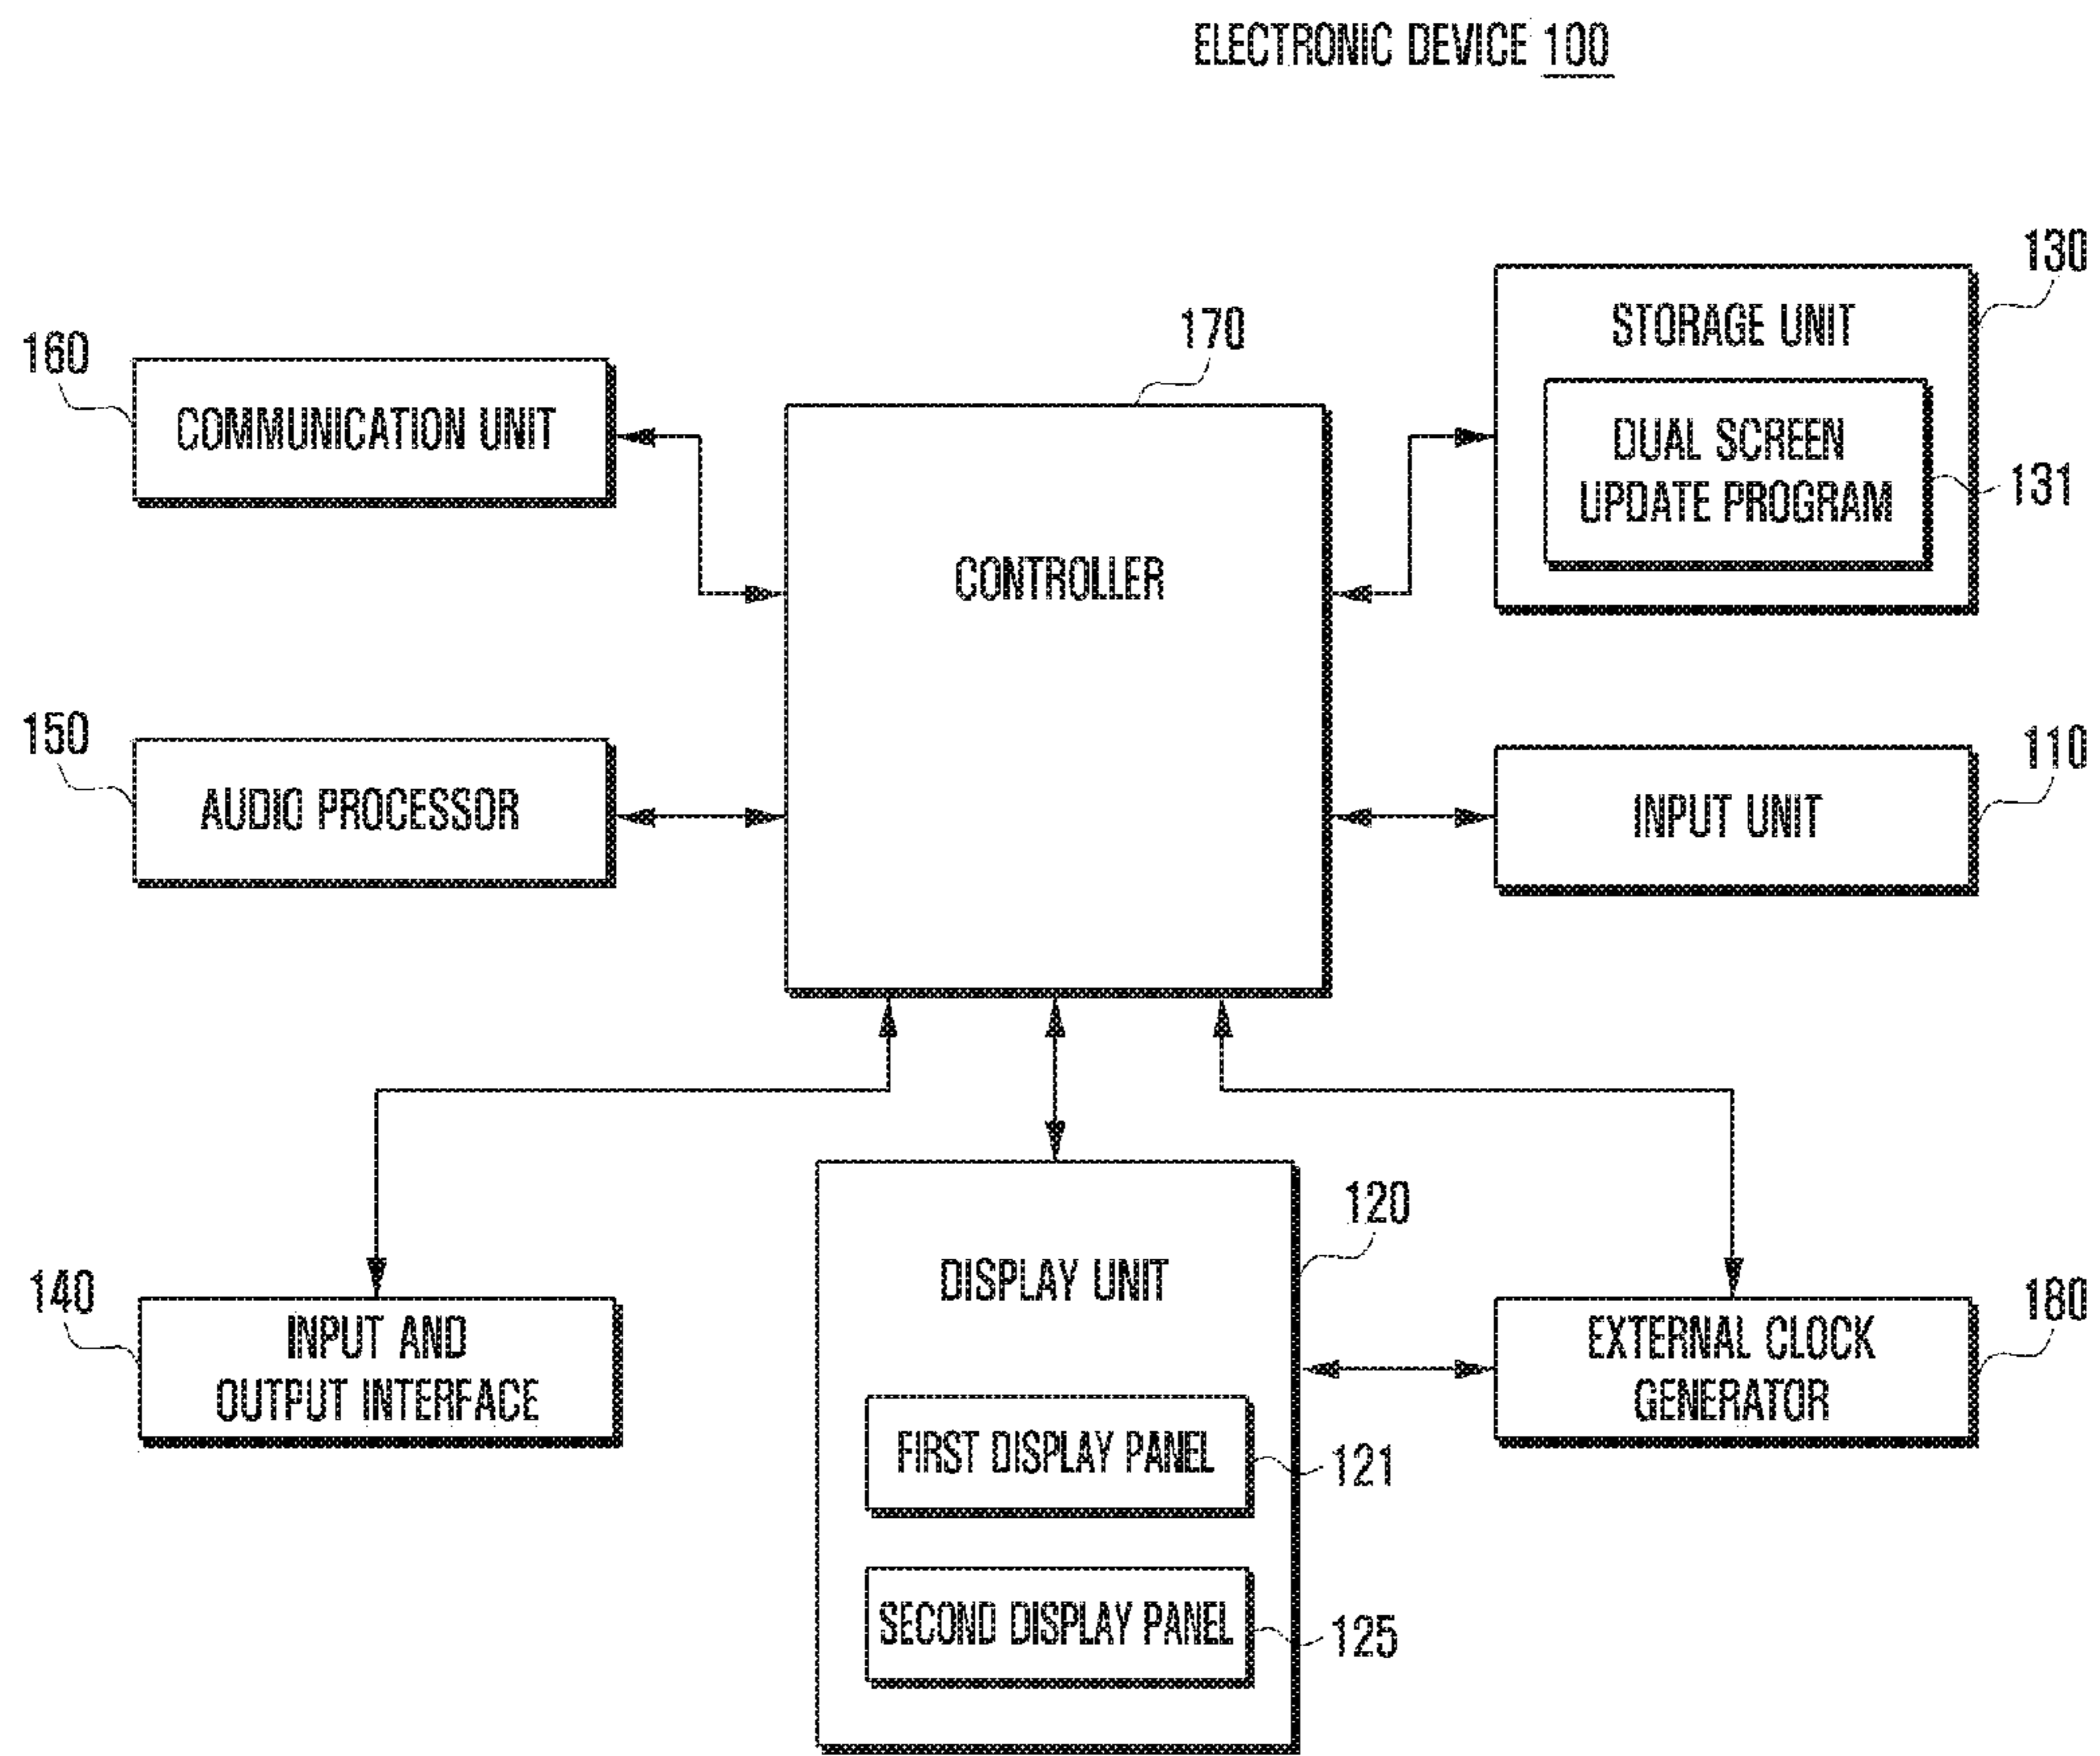 ELECTRONIC DEVICE 100
130
STORAGE UNIT
170
160
COMMUNICATION UNIT
DUAL SCREEN
UPDATE PROGRAM
131
CONTROLLER
150
AUDIO PROCESSOR
110
INPUT UNIT
120
DISPLAY UNIT
140
INPUT AND
OUTPUT INTERFACE
180
EXTERNAL CLOCK
GENERATOR
FIRST DISPLAY PANEL
121
SECOND DISPLAY PANEL
125